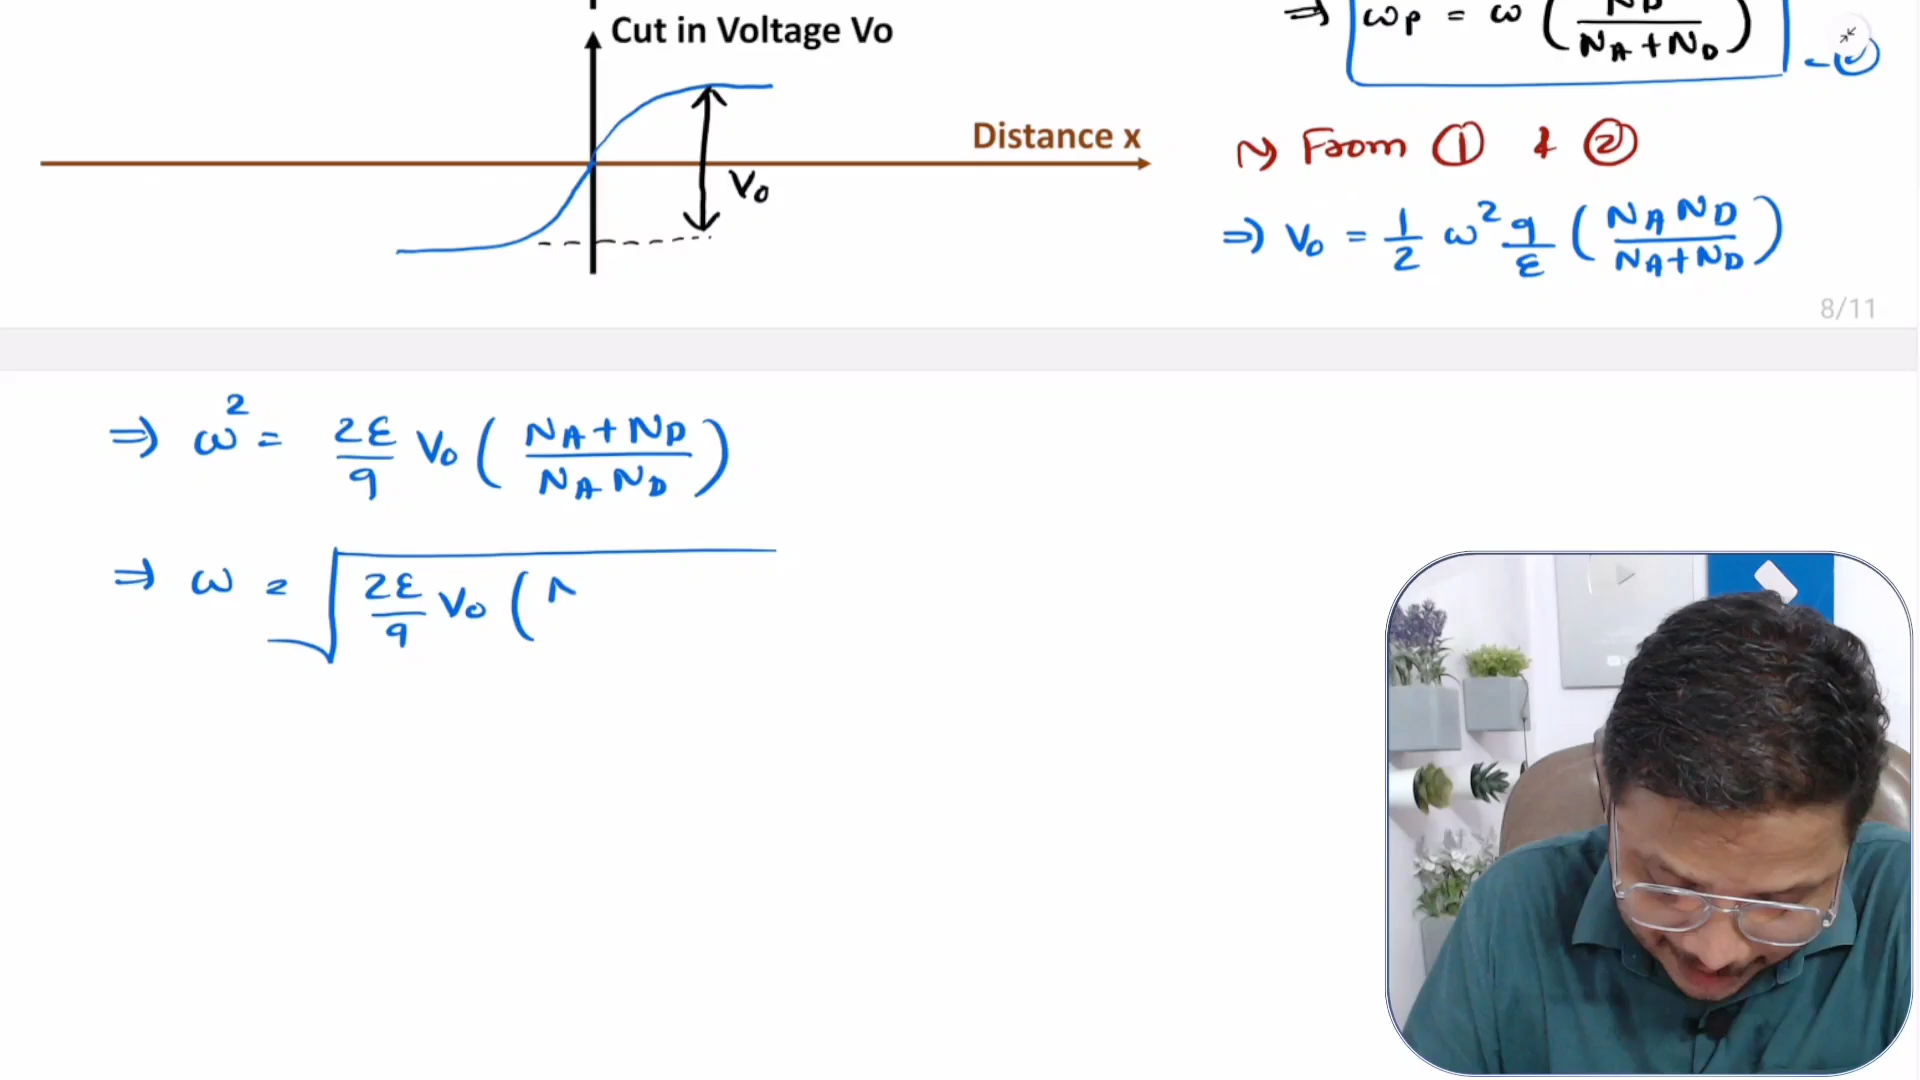 Cut in Voltage Vo
Distance x
V₀
⇒ ωp = ω (ND / NA + ND)
From ① & ②
⇒ V₀ = 1/2 ω² q/ε (NA ND / NA + ND)
8/11
⇒ ω² = 2ε/q V₀ (NA + ND / NA ND)
⇒ ω = √ 2ε/q V₀ (